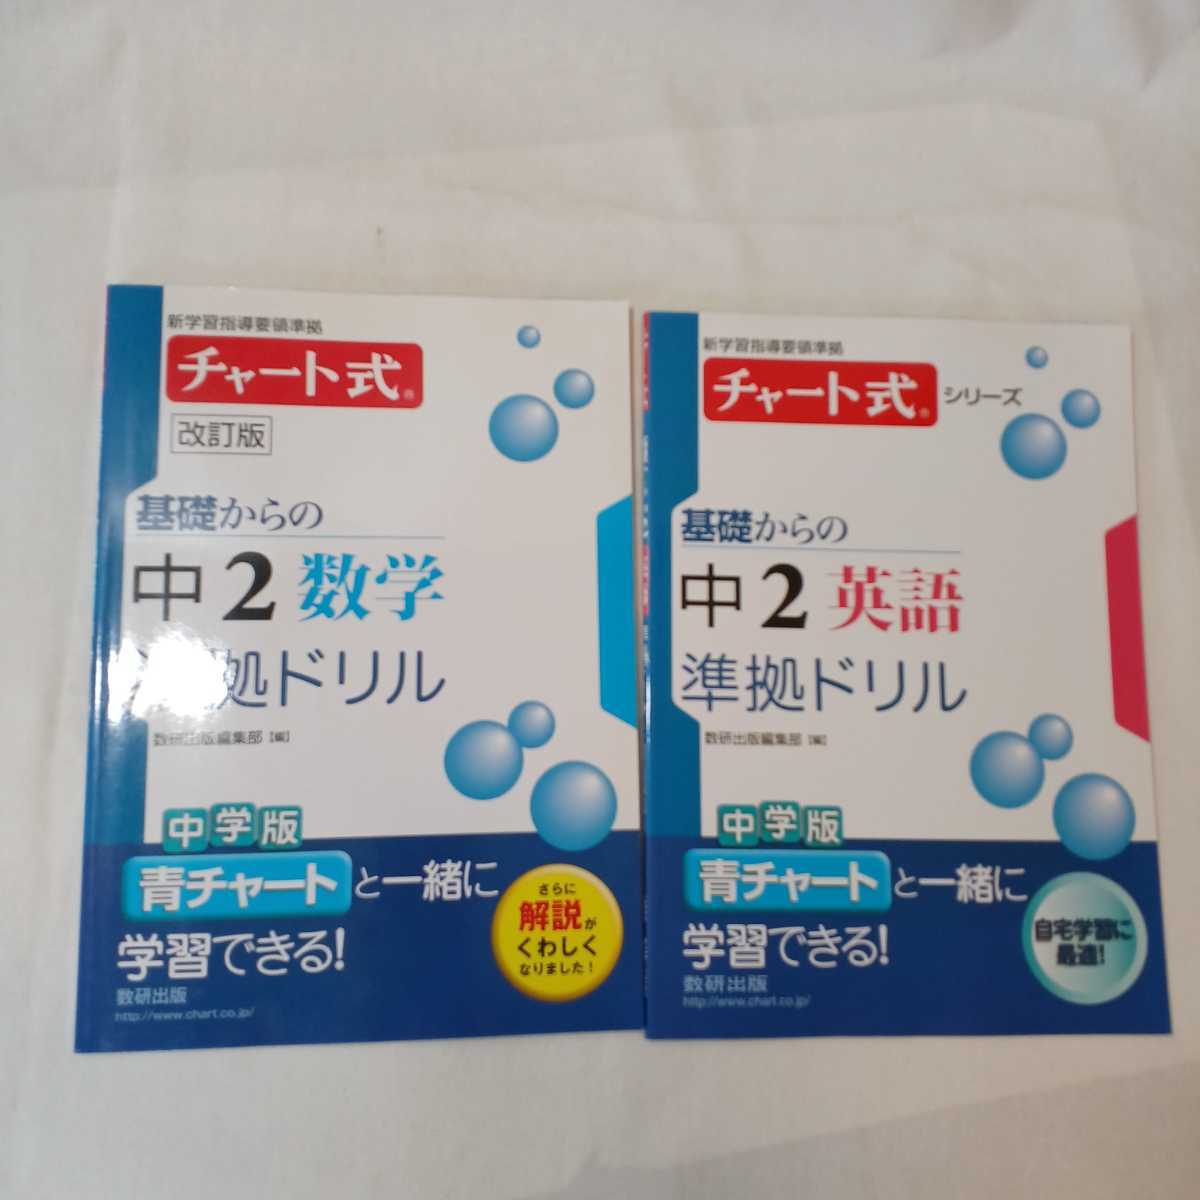 新学習指導要領準拠
チャート式®
改訂版
基礎からの
中2数学
拠ドリル
数研出版編集部【編】
中学版
青チャートと一緒に
学習できる!
さらに
解説が
くわしく
なりました!
数研出版
http://www.chart.co.jp/
新学習指導要領準拠
チャート式®シリーズ
基礎からの
中2英語
準拠ドリル
数研出版編集部【編】
中学版
青チャートと一緒に
学習できる!
自宅学習に
最適!
数研出版
http://www.chart.co.jp/